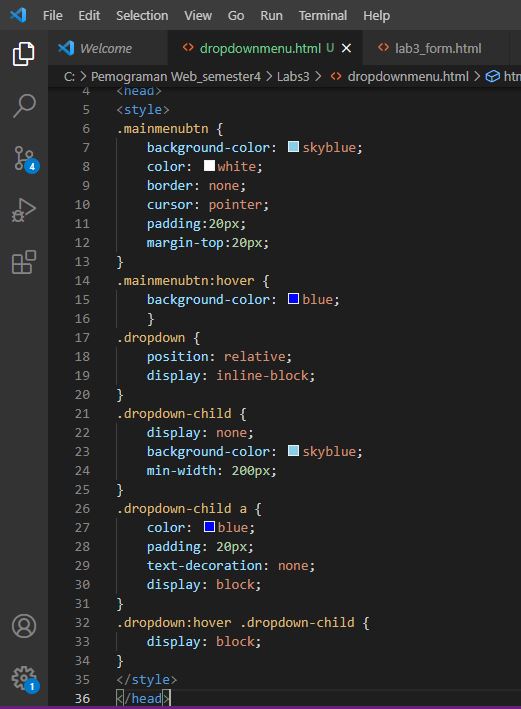 File Edit Selection View Go Run Terminal Help
Welcome dropdownmenu.html U × lab3_form.html
C: > Pemograman Web_semester4 > Labs3 > dropdownmenu.html > htm
4 <head>
5 <style>
6 .mainmenubtn {
7 background-color: skyblue;
8 color: white;
9 border: none;
10 cursor: pointer;
11 padding:20px;
12 margin-top:20px;
13 }
14 .mainmenubtn:hover {
15 background-color: blue;
16 }
17 .dropdown {
18 position: relative;
19 display: inline-block;
20 }
21 .dropdown-child {
22 display: none;
23 background-color: skyblue;
24 min-width: 200px;
25 }
26 .dropdown-child a {
27 color: blue;
28 padding: 20px;
29 text-decoration: none;
30 display: block;
31 }
32 .dropdown:hover .dropdown-child {
33 display: block;
34 }
35 </style>
36 </head>
4
1